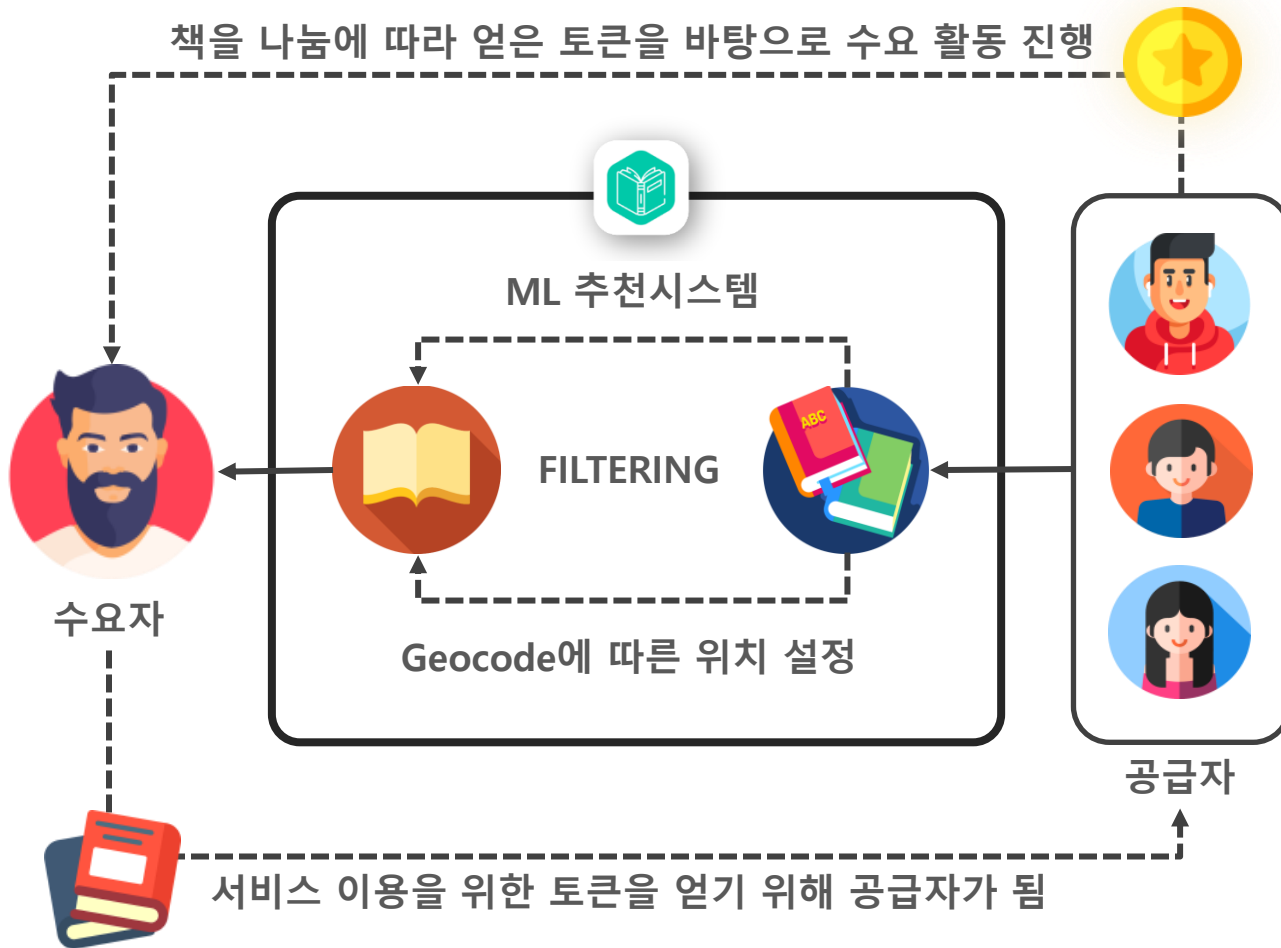 책을 나눔에 따라 얻은 토큰을 바탕으로 수요 활동 진행
ML 추천시스템
ABC
FILTERING
수요자
Geocode에 따른 위치 설정
공급자
서비스 이용을 위한 토큰을 얻기 위해 공급자가 됨